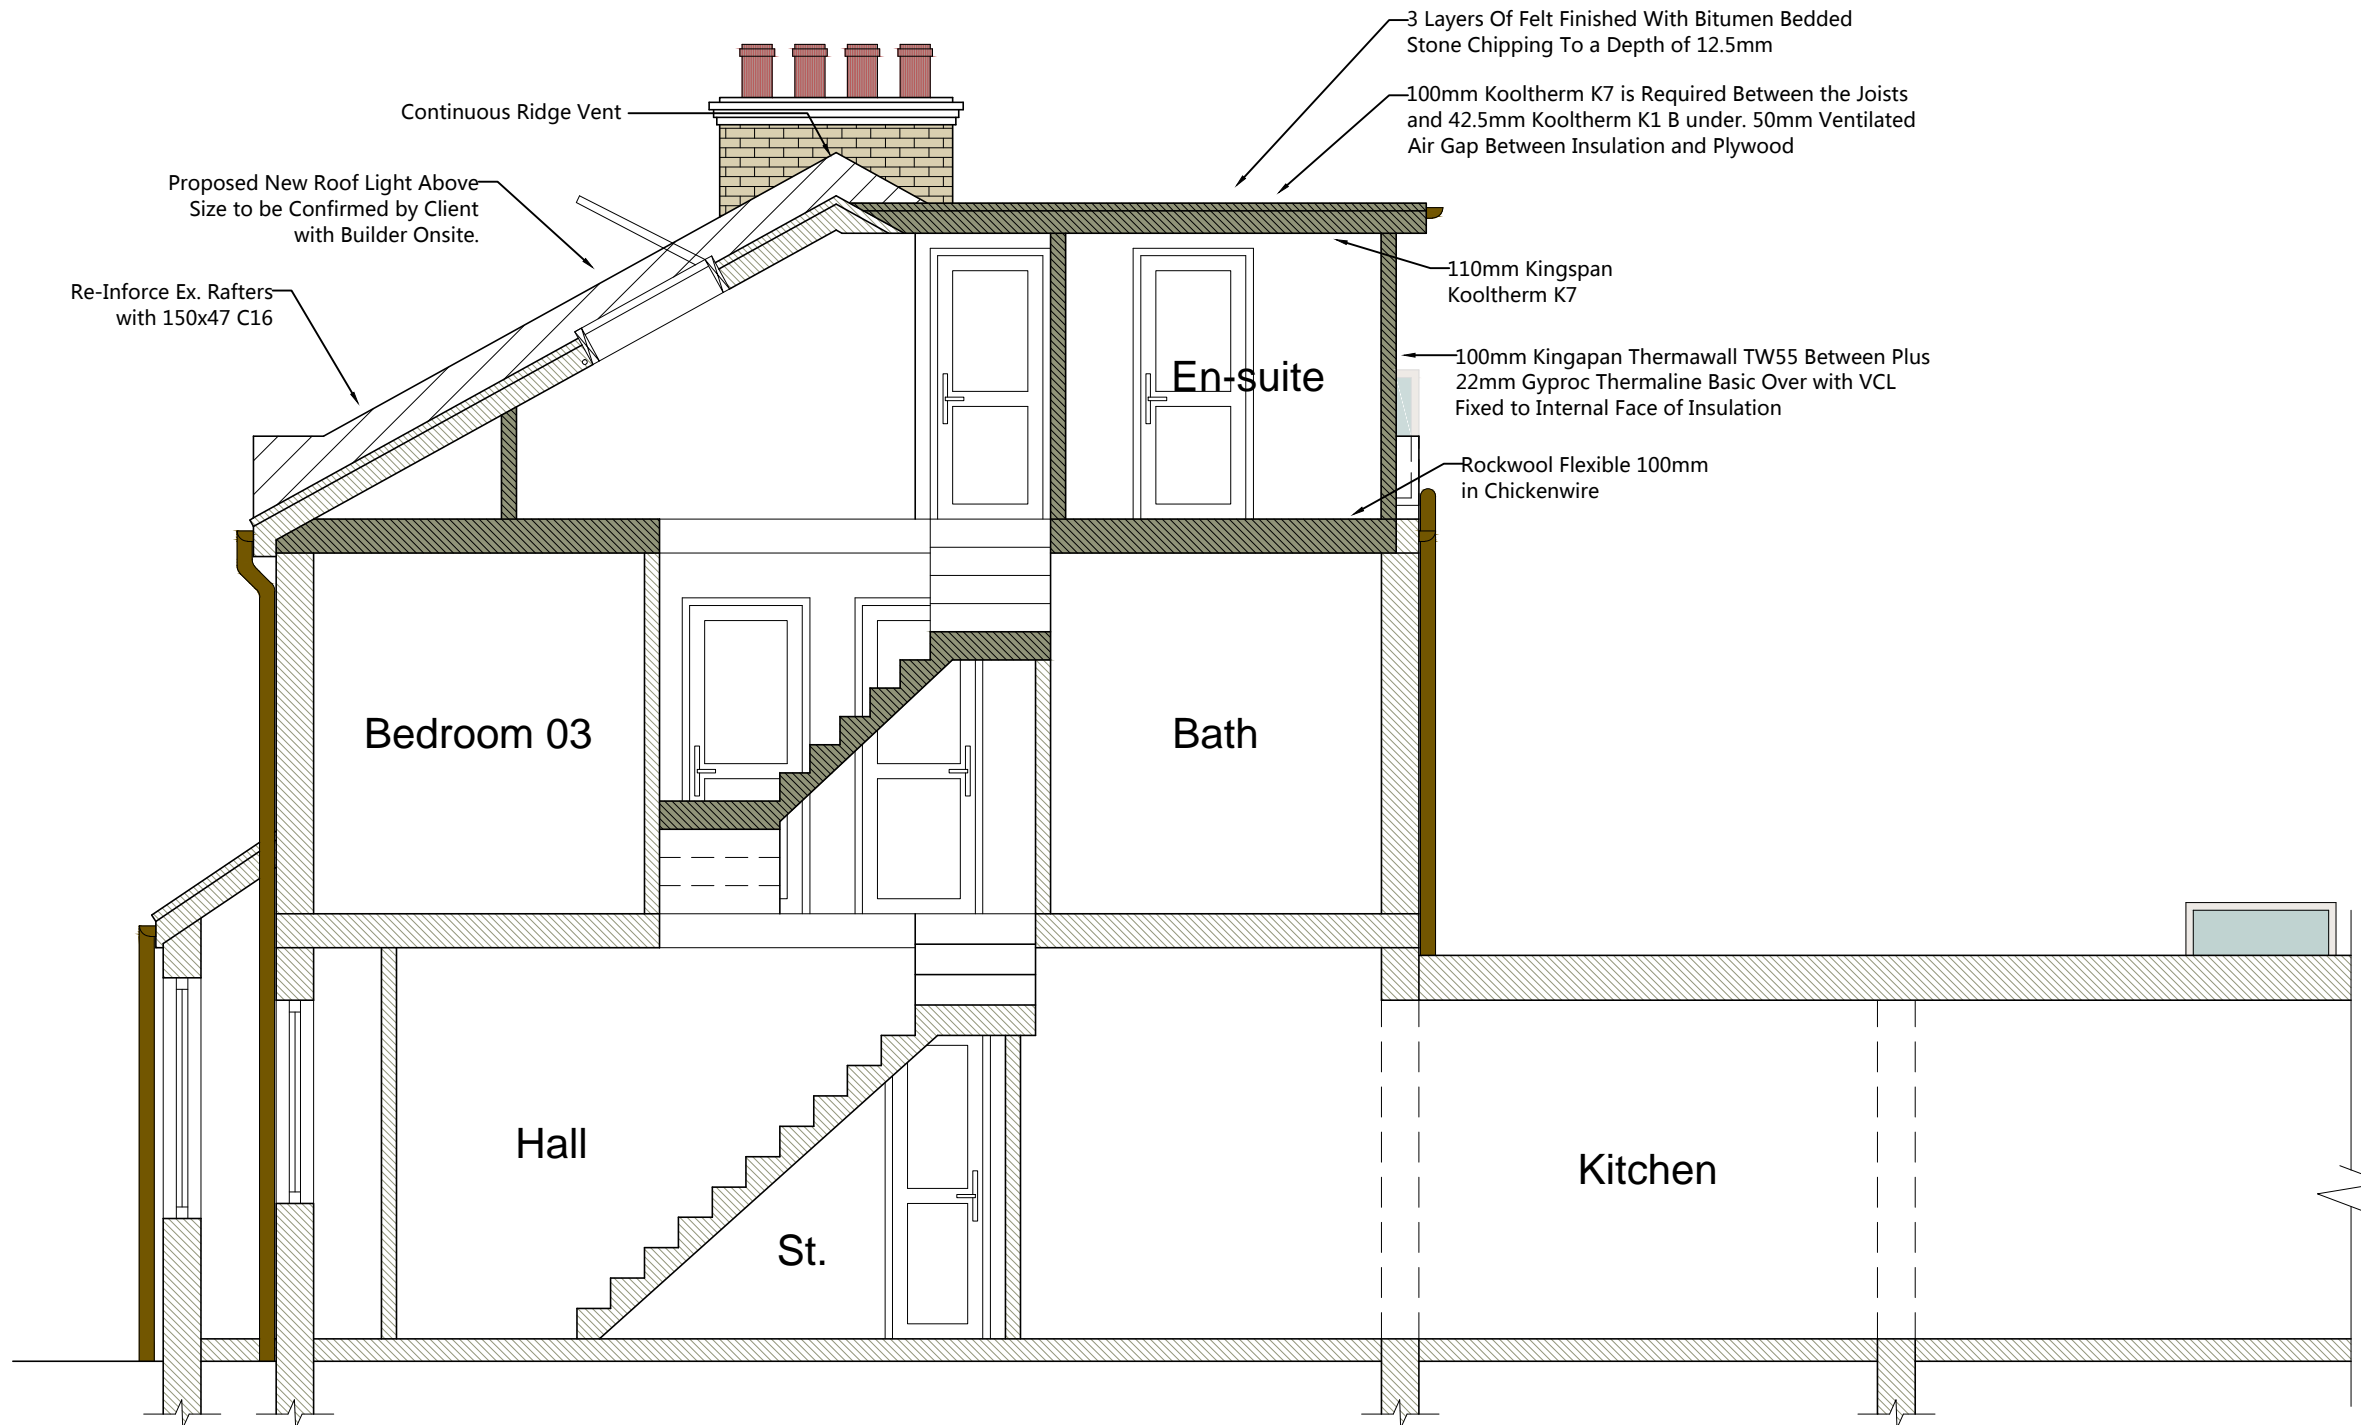 3 Layers Of Felt Finished With Bitumen Bedded
Stone Chipping To a Depth of 12.5mm
100mm Kooltherm K7 is Required Between the Joists
and 42.5mm Kooltherm K1 B under. 50mm Ventilated
Air Gap Between Insulation and Plywood
Continuous Ridge Vent
Proposed New Roof Light Above
Size to be Confirmed by Client
with Builder Onsite.
Re-Inforce Ex. Rafters
with 150x47 C16
110mm Kingspan
Kooltherm K7
100mm Kingapan Thermawall TW55 Between Plus
22mm Gyproc Thermaline Basic Over with VCL
Fixed to Internal Face of Insulation
En-suite
Rockwool Flexible 100mm
in Chickenwire
Bedroom 03
Bath
Hall
Kitchen
St.